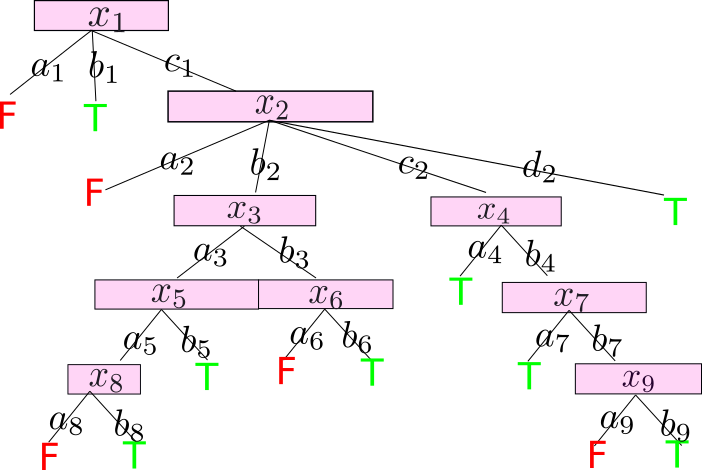 x₁
a₁ b₁ c₁
F T x₂
a₂ b₂ c₂ d₂
F x₃ x₄ T
a₃ b₃ a₄ b₄
x₅ x₆ T x₇
a₅ b₅ a₆ b₆ a₇ b₇
x₈ T F T T x₉
a₈ b₈ a₉ b₉
F T F T